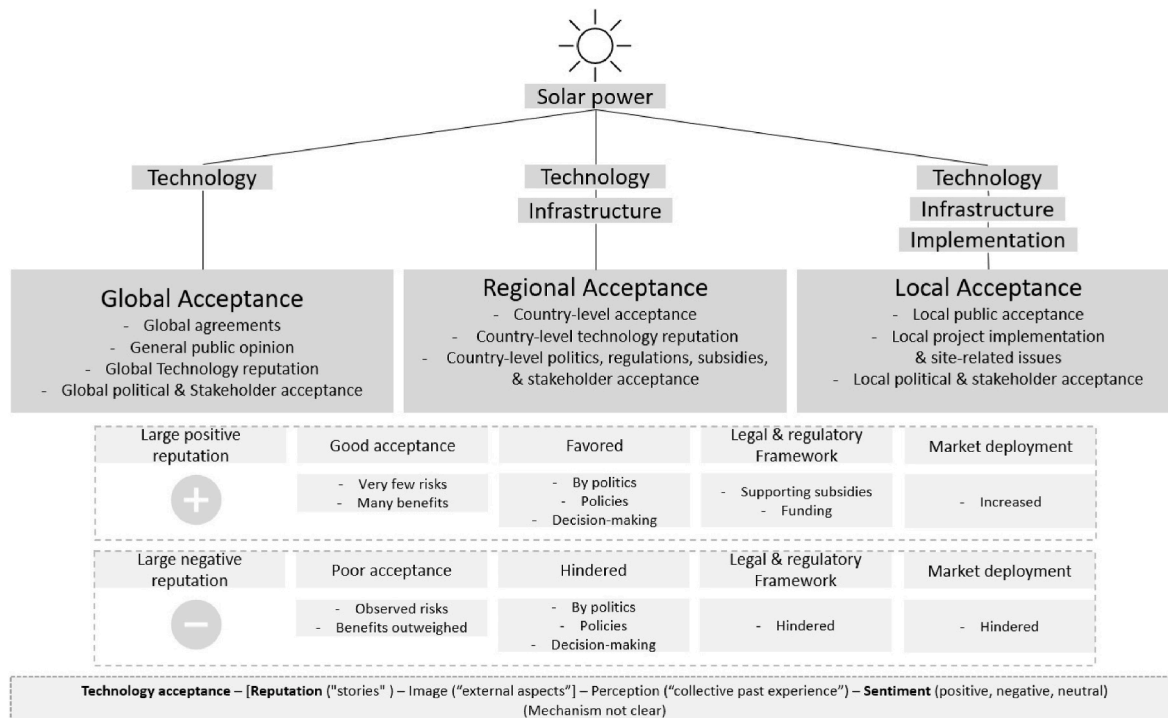 Solar power
Technology
Technology
Infrastructure
Technology
Infrastructure
Implementation
Global Acceptance
- Global agreements
- General public opinion
- Global Technology reputation
- Global political & Stakeholder acceptance
Regional Acceptance
- Country-level acceptance
- Country-level technology reputation
- Country-level politics, regulations, subsidies,
& stakeholder acceptance
Local Acceptance
- Local public acceptance
- Local project implementation
& site-related issues
- Local political & stakeholder acceptance
Large positive
reputation
+
Good acceptance
- Very few risks
- Many benefits
Favored
- By politics
- Policies
- Decision-making
Legal & regulatory
Framework
- Supporting subsidies
- Funding
Market deployment
- Increased
Large negative
reputation
−
Poor acceptance
- Observed risks
- Benefits outweighed
Hindered
- By politics
- Policies
- Decision-making
Legal & regulatory
Framework
- Hindered
Market deployment
- Hindered
Technology acceptance – [Reputation ("stories" ) – Image (“external aspects”] – Perception (“collective past experience”) – Sentiment (positive, negative, neutral)
(Mechanism not clear)